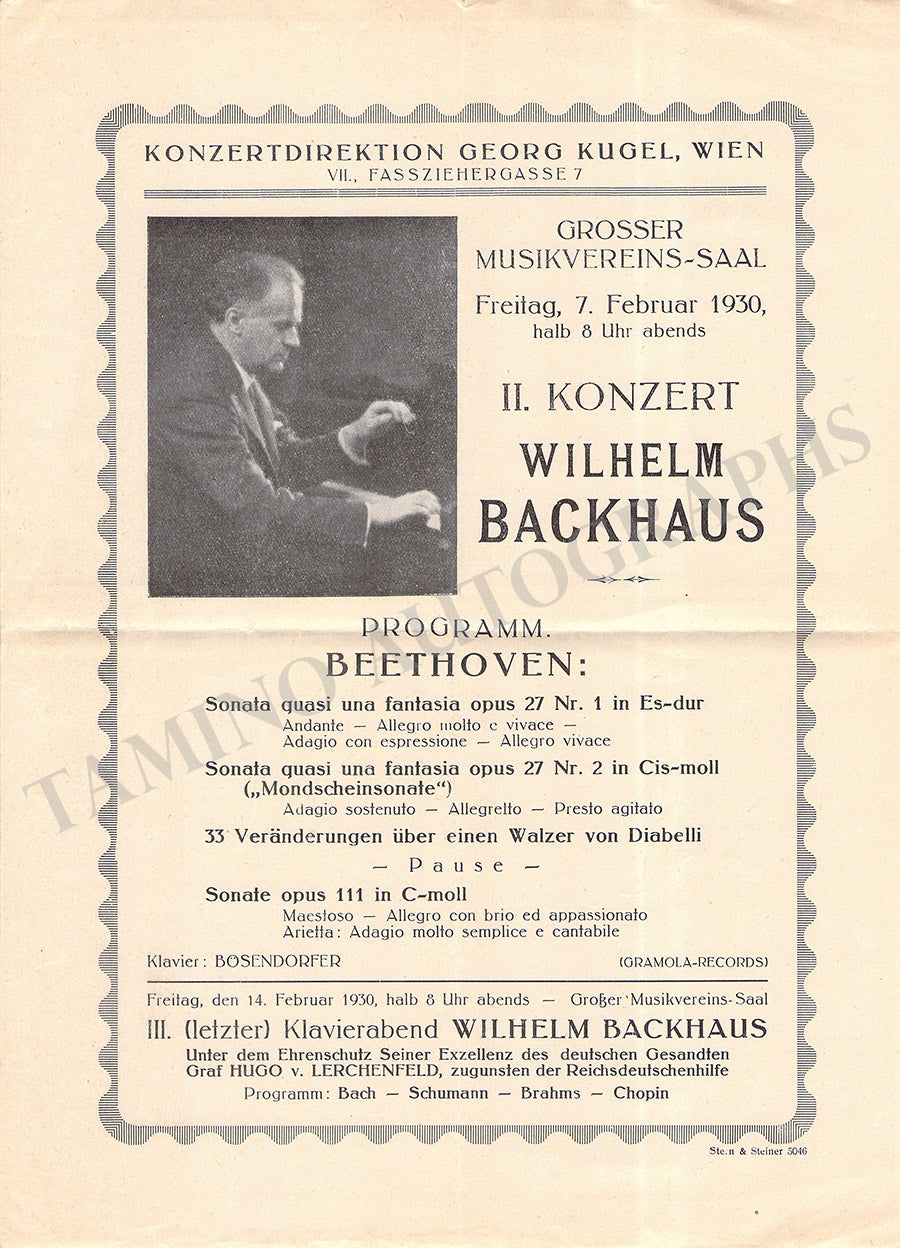 KONZERTDIREKTION GEORG KUGEL, WIEN
VII., FASSZIEHERGASSE 7
GROSSER
MUSIKVEREINS-SAAL
Freitag, 7. Februar 1930,
halb 8 Uhr abends
II. KONZERT
WILHELM
BACKHAUS
PROGRAMM.
BEETHOVEN:
Sonata quasi una fantasia opus 27 Nr. 1 in Es-dur
Andante — Allegro molto e vivace —
Adagio con espressione — Allegro vivace
Sonata quasi una fantasia opus 27 Nr. 2 in Cis-moll
(„Mondscheinsonate“)
Adagio sostenuto — Allegretto — Presto agitato
33 Veränderungen über einen Walzer von Diabelli
— Pause —
Sonate opus 111 in C-moll
Maestoso — Allegro con brio ed appassionato
Arietta: Adagio molto semplice e cantabile
Klavier: BÖSENDORFER (GRAMOLA-RECORDS)
Freitag, den 14. Februar 1930, halb 8 Uhr abends — Großer Musikvereins-Saal
III. (letzter) Klavierabend WILHELM BACKHAUS
Unter dem Ehrenschutz Seiner Exzellenz des deutschen Gesandten
Graf HUGO v. LERCHENFELD, zugunsten der Reichsdeutschenhilfe
Programm: Bach — Schumann — Brahms — Chopin
Stein & Steiner 5046
TAMINO AUTOGRAPHS